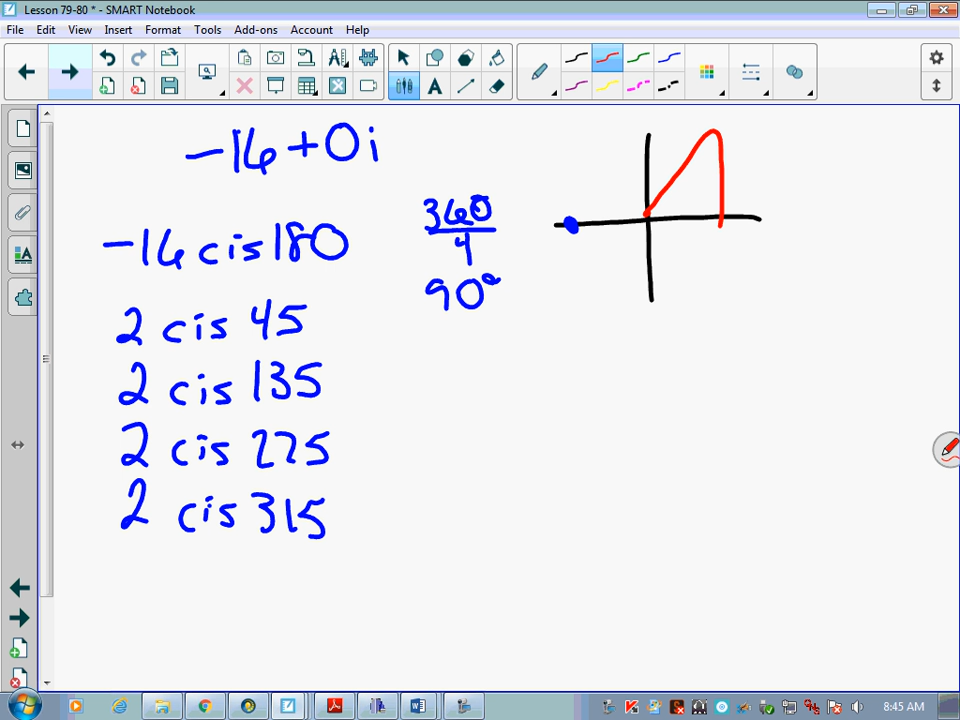 Lesson 79-80 * - SMART Notebook
File Edit View Insert Format Tools Add-ons Account Help
-16+0i
-16 cis 180
360
4
90°
2 cis 45
2 cis 135
2 cis 225
2 cis 315
8:45 AM